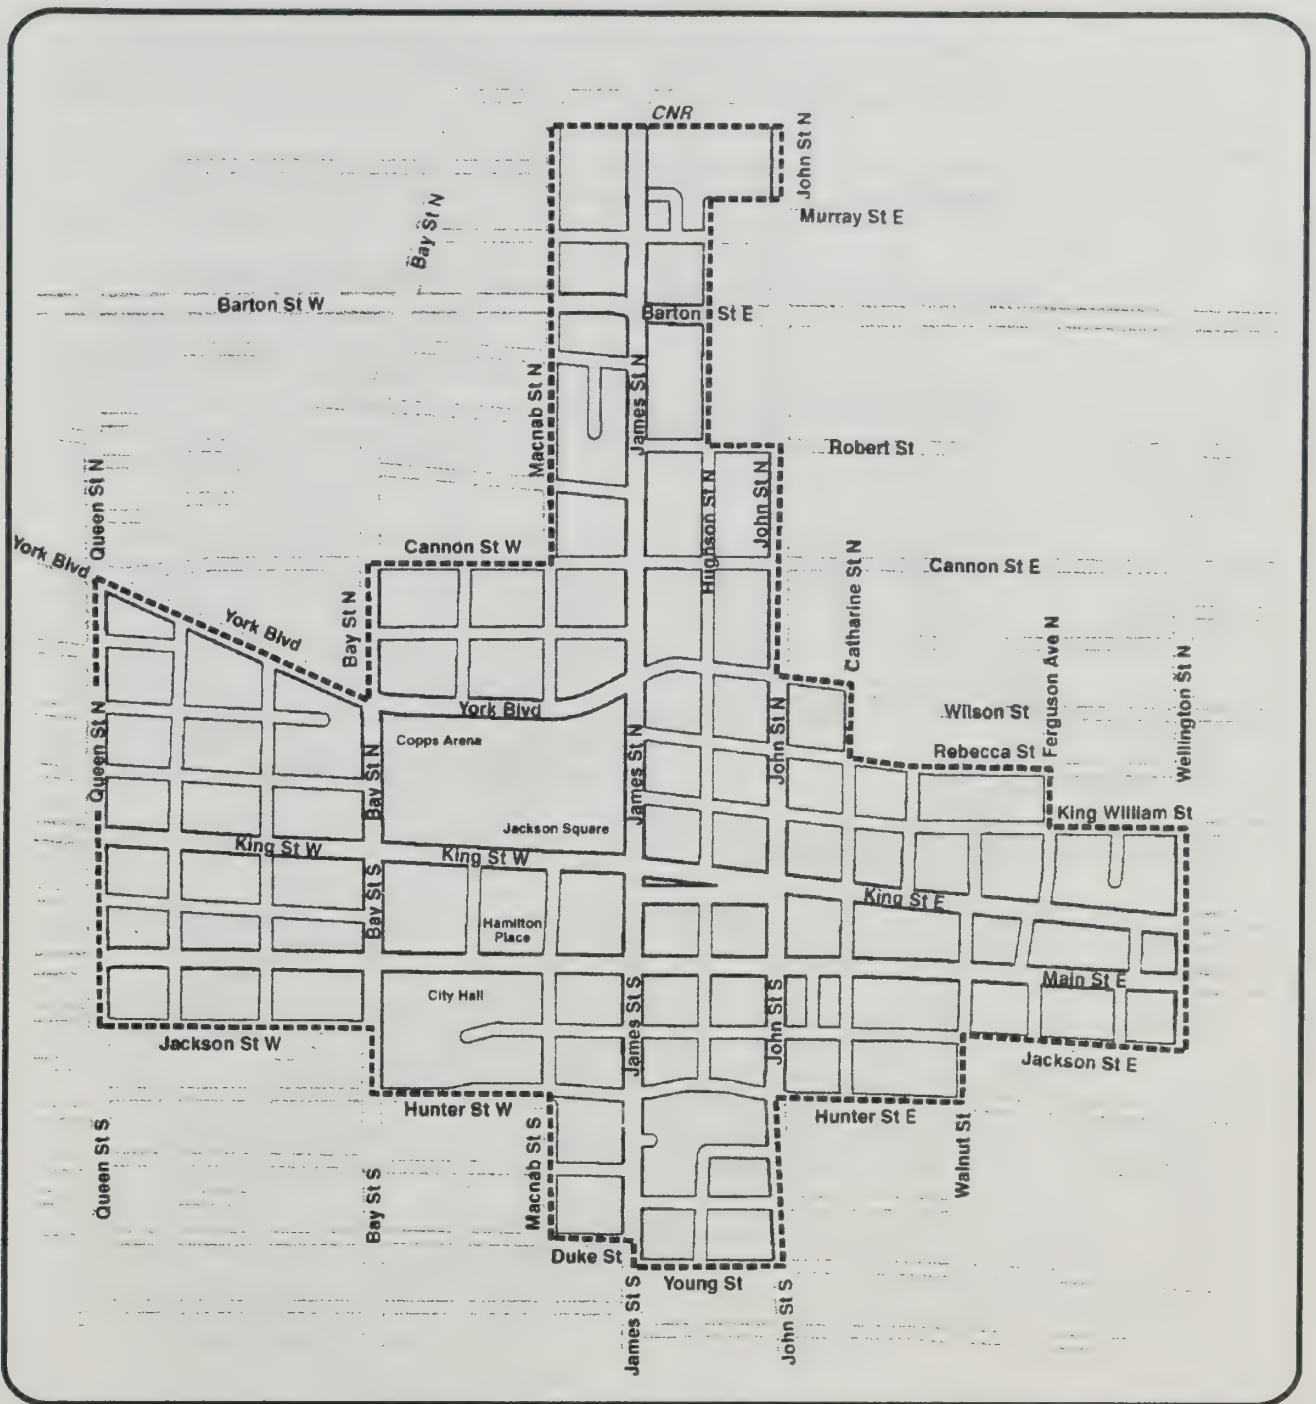 CNR
John St N
Murray St E
Bay St N
Barton St W
Barton St E
Macnab St N
James St N
Robert St
Queen St N
Hughson St N
John St N
York Blvd
Cannon St W
Catharine St N
Cannon St E
York Blvd
Bay St N
Ferguson Ave N
Wellington St N
York Blvd
Wilson St
Queen St N
Copps Arena
Bay St N
James St N
John St N
Rebecca St
King William St
Jackson Square
King St W
King St W
Bay St S
King St E
Hamilton
Place
Main St E
City Hall
James St S
John St S
Jackson St W
Jackson St E
Hunter St W
Hunter St E
Macnab St S
Walnut St
Queen St S
Bay St S
Duke St
Young St
James St S
John St S